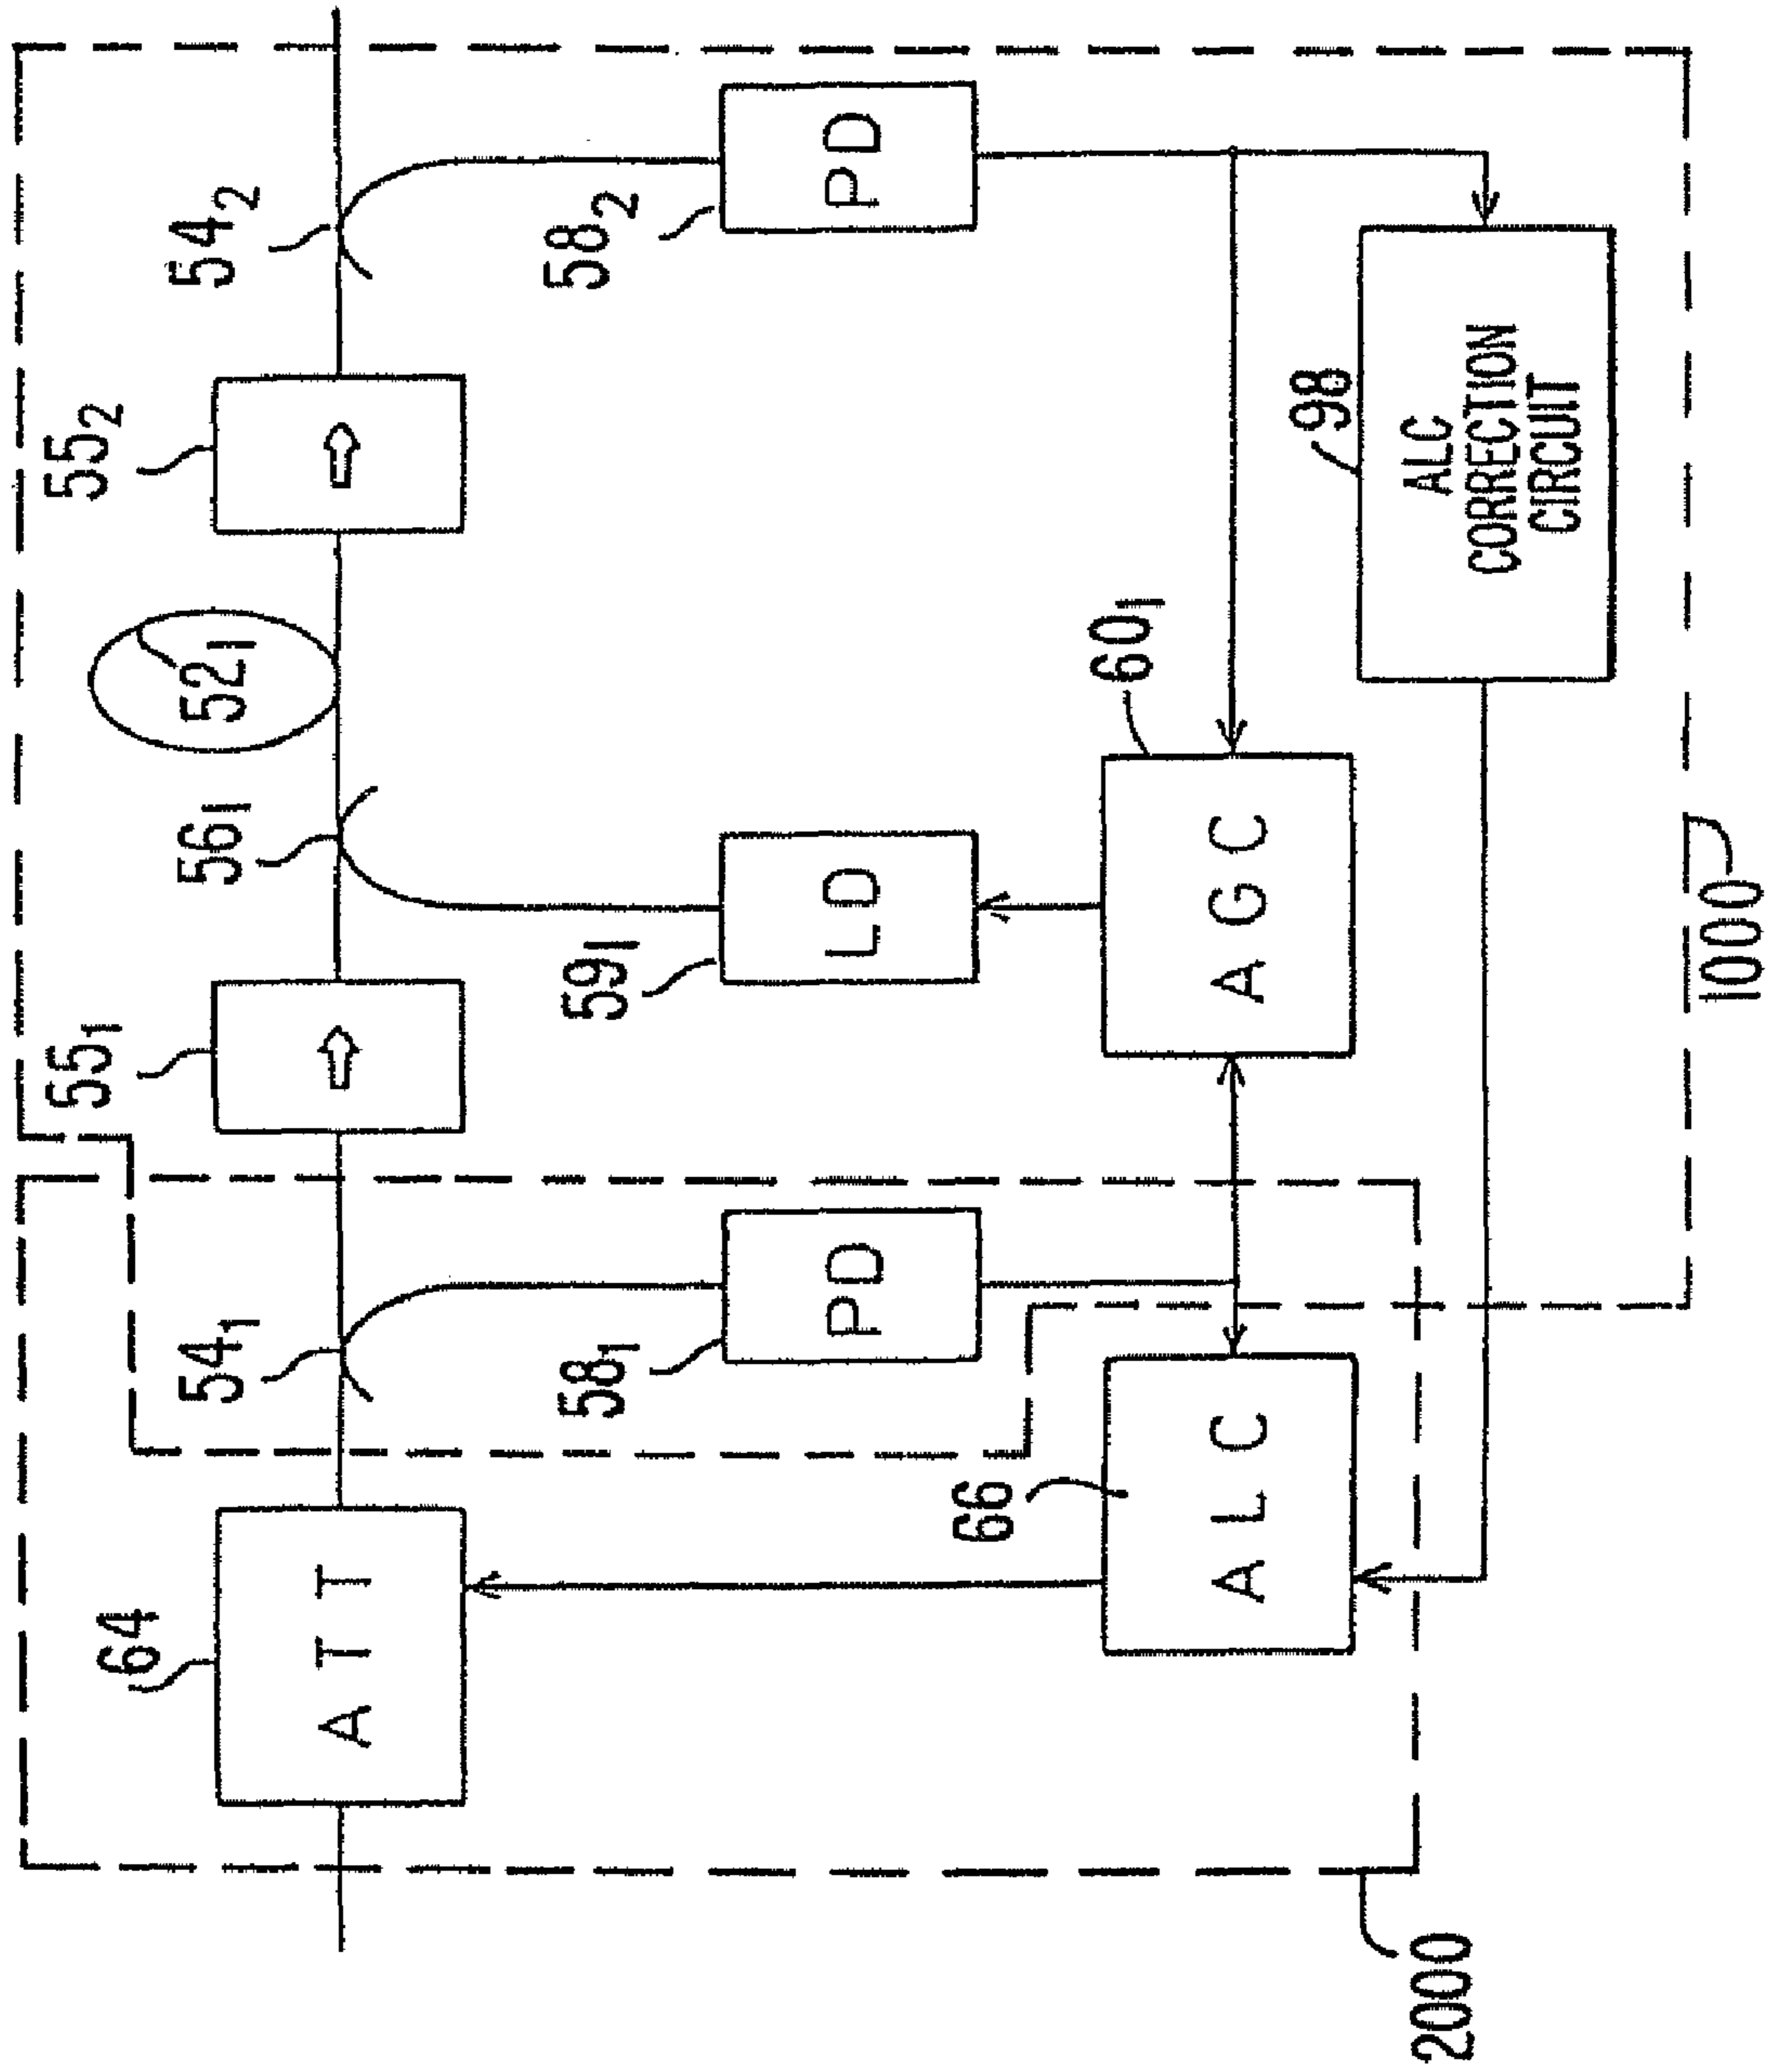 64
ATT
54₁
55₁
56₁
52₁
55₂
54₂
58₁
PD
59₁
LD
58₂
PD
66
ALC
AGC
60₁
98
ALC
CORRECTION
CIRCUIT
2000
1000